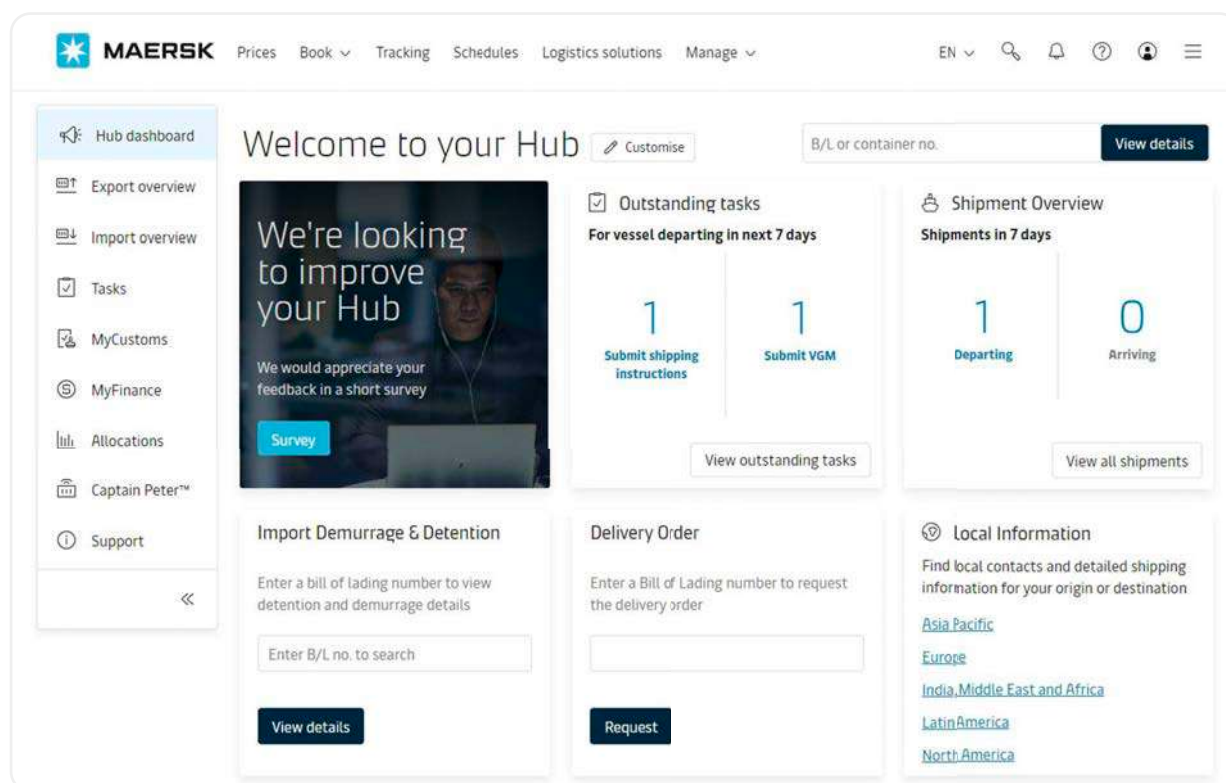 MAERSK
Prices
Book
Tracking
Schedules
Logistics solutions
Manage
EN
Hub dashboard
Export overview
Import overview
Tasks
MyCustoms
MyFinance
Allocations
Captain Peter™
Support
Welcome to your Hub
Customise
B/L or container no.
View details
We're looking
to improve
your Hub
We would appreciate your
feedback in a short survey
Survey
Outstanding tasks
For vessel departing in next 7 days
1
Submit shipping
instructions
1
Submit VGM
View outstanding tasks
Shipment Overview
Shipments in 7 days
1
Departing
0
Arriving
View all shipments
Import Demurrage & Detention
Enter a bill of lading number to view
detention and demurrage details
Enter B/L no. to search
View details
Delivery Order
Enter a Bill of Lading number to request
the delivery order
Request
Local Information
Find local contacts and detailed shipping
information for your origin or destination
Asia Pacific
Europe
India,Middle East and Africa
Latin America
North America